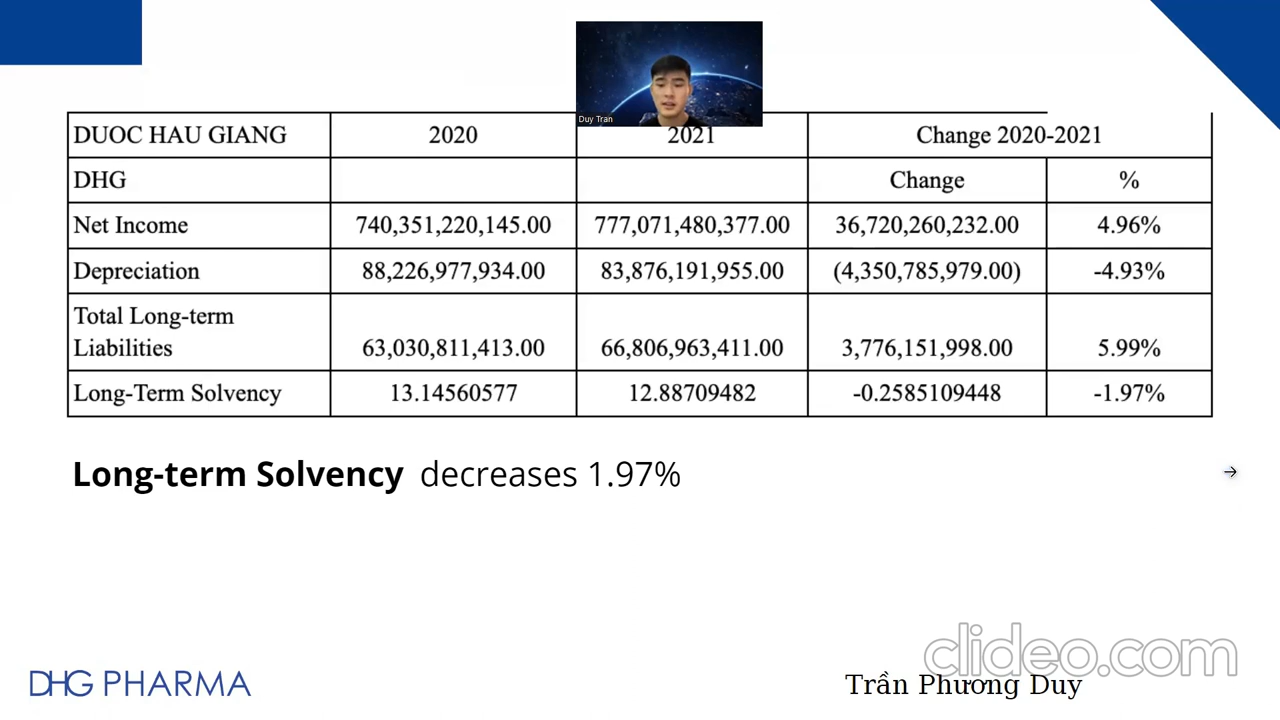 Duy Tran
DUOC HAU GIANG 2020 2021 Change 2020-2021
DHG Change %
Net Income 740,351,220,145.00 777,071,480,377.00 36,720,260,232.00 4.96%
Depreciation 88,226,977,934.00 83,876,191,955.00 (4,350,785,979.00) -4.93%
Total Long-term
Liabilities 63,030,811,413.00 66,806,963,411.00 3,776,151,998.00 5.99%
Long-Term Solvency 13.14560577 12.88709482 -0.2585109448 -1.97%
Long-term Solvency decreases 1.97%
clideo.com
DHG PHARMA
Trần Phương Duy